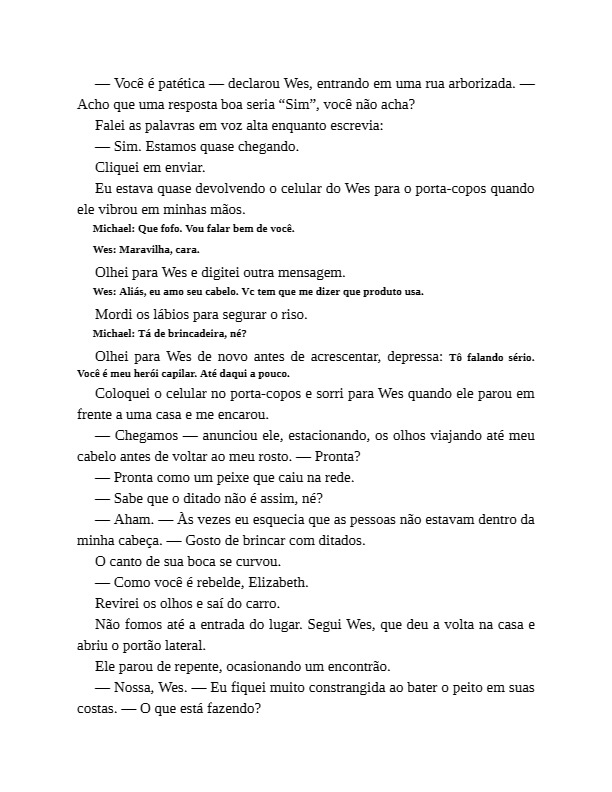 — Você é patética — declarou Wes, entrando em uma rua arborizada. —
Acho que uma resposta boa seria “Sim”, você não acha?
Falei as palavras em voz alta enquanto escrevia:
— Sim. Estamos quase chegando.
Cliquei em enviar.
Eu estava quase devolvendo o celular do Wes para o porta-copos quando
ele vibrou em minhas mãos.
Michael: Que fofo. Vou falar bem de você.
Wes: Maravilha, cara.
Olhei para Wes e digitei outra mensagem.
Wes: Aliás, eu amo seu cabelo. Vc tem que me dizer que produto usa.
Mordi os lábios para segurar o riso.
Michael: Tá de brincadeira, né?
Olhei para Wes de novo antes de acrescentar, depressa: Tô falando sério.
Você é meu herói capilar. Até daqui a pouco.
Coloquei o celular no porta-copos e sorri para Wes quando ele parou em
frente a uma casa e me encarou.
— Chegamos — anunciou ele, estacionando, os olhos viajando até meu
cabelo antes de voltar ao meu rosto. — Pronta?
— Pronta como um peixe que caiu na rede.
— Sabe que o ditado não é assim, né?
— Aham. — Às vezes eu esquecia que as pessoas não estavam dentro da
minha cabeça. — Gosto de brincar com ditados.
O canto de sua boca se curvou.
— Como você é rebelde, Elizabeth.
Revirei os olhos e saí do carro.
Não fomos até a entrada do lugar. Segui Wes, que deu a volta na casa e
abriu o portão lateral.
Ele parou de repente, ocasionando um encontrão.
— Nossa, Wes. — Eu fiquei muito constrangida ao bater o peito em suas
costas. — O que está fazendo?